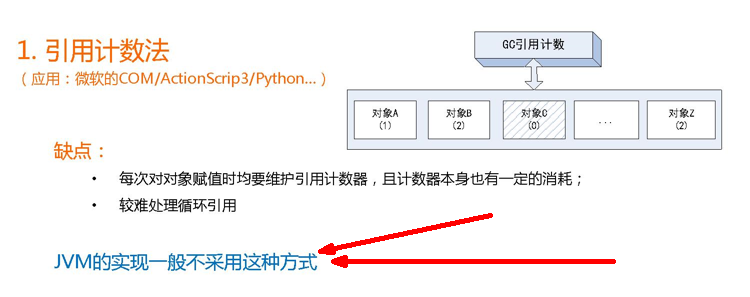 1. 引用计数法
（应用：微软的COM/ActionScrip3/Python...）
GC引用计数
对象A
(1)
对象B
(2)
对象C
(0)
...
对象Z
(2)
缺点：
• 每次对对象赋值时均要维护引用计数器，且计数器本身也有一定的消耗；
• 较难处理循环引用
JVM的实现一般不采用这种方式